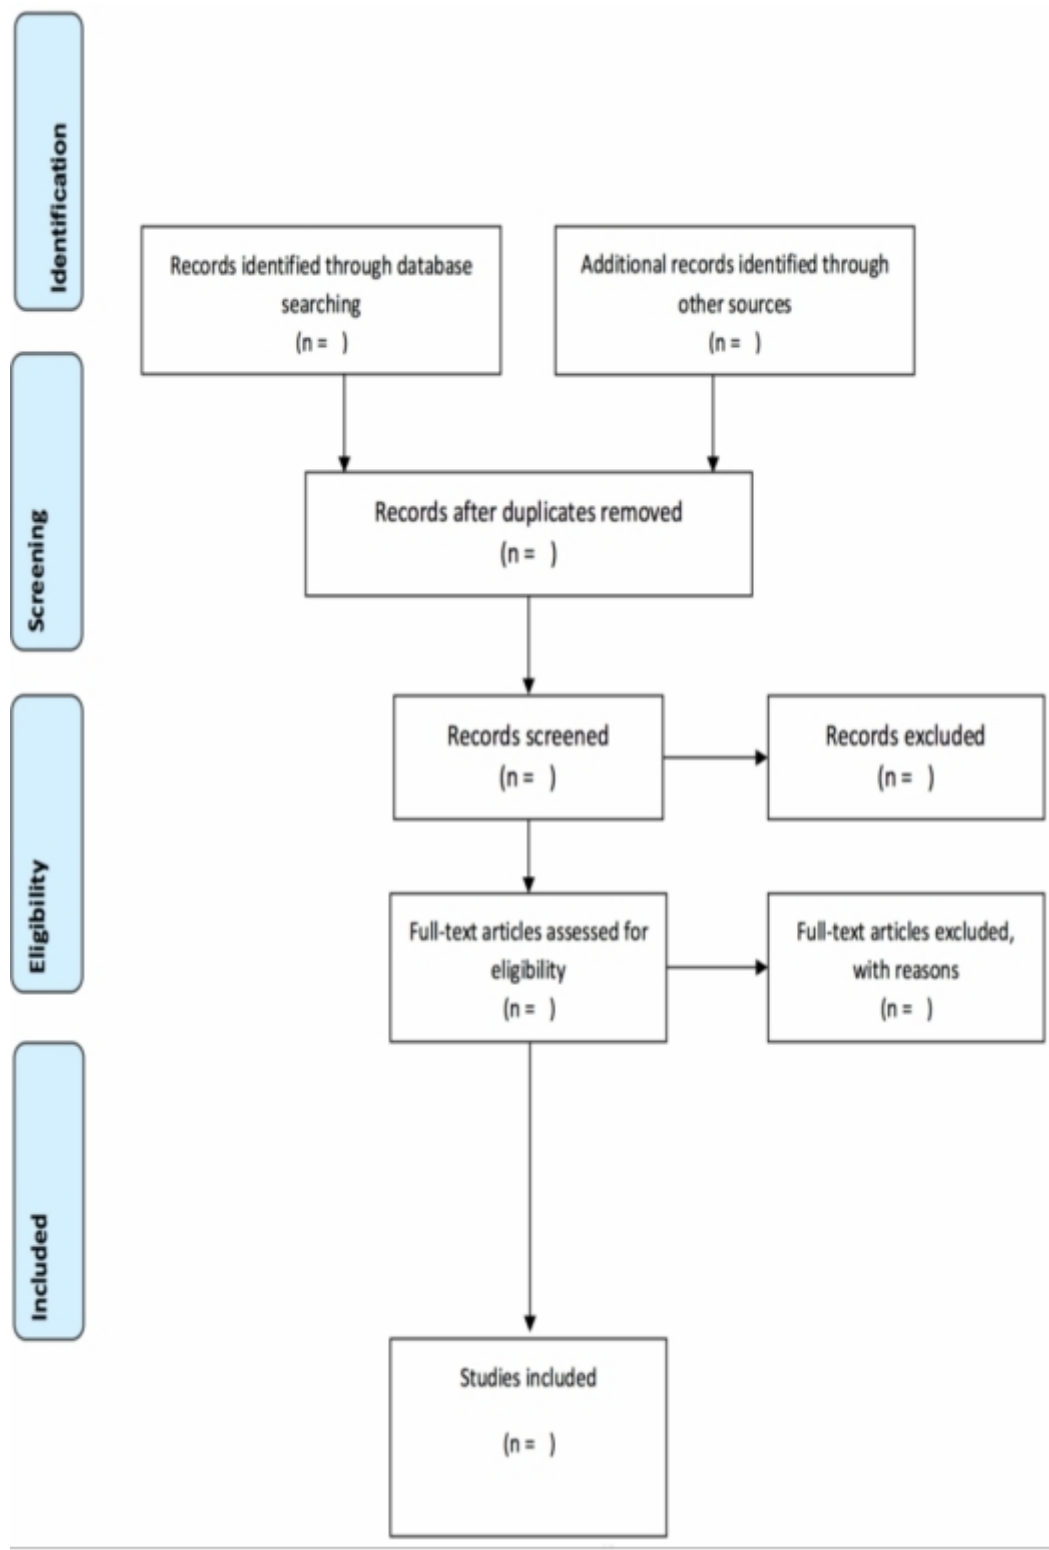 Identification
Records identified through database
searching
(n =   )
Additional records identified through
other sources
(n =   )
Screening
Records after duplicates removed
(n =   )
Eligibility
Records screened
(n =   )
Records excluded
(n =   )
Full-text articles assessed for
eligibility
(n =   )
Full-text articles excluded,
with reasons
(n =   )
Included
Studies included
(n =   )